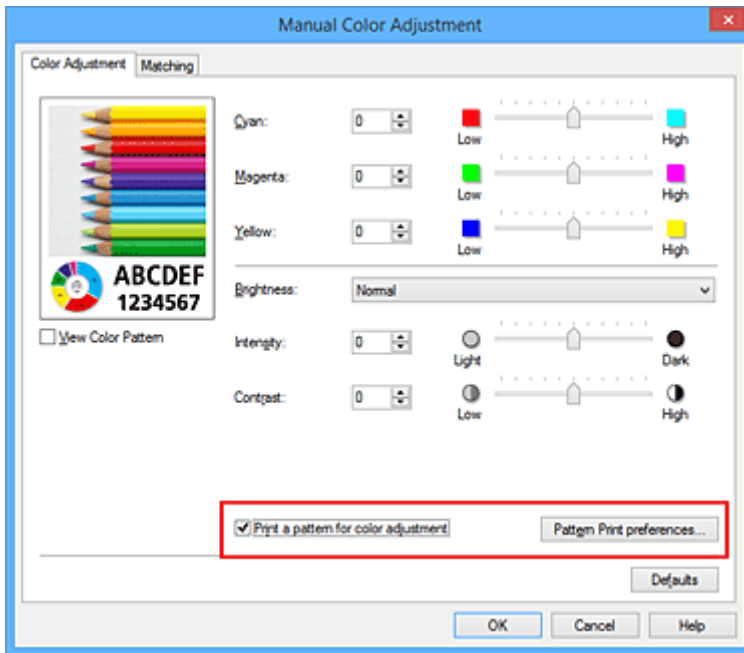 Manual Color Adjustment
Color Adjustment Matching
Cyan: 0 Low High
Magenta: 0 Low High
Yellow: 0 Low High
ABCDEF
1234567
Brightness: Normal
View Color Pattern
Intensity: 0 Light Dark
Contrast: 0 Low High
Print a pattern for color adjustment Pattern Print preferences...
Defaults
OK Cancel Help